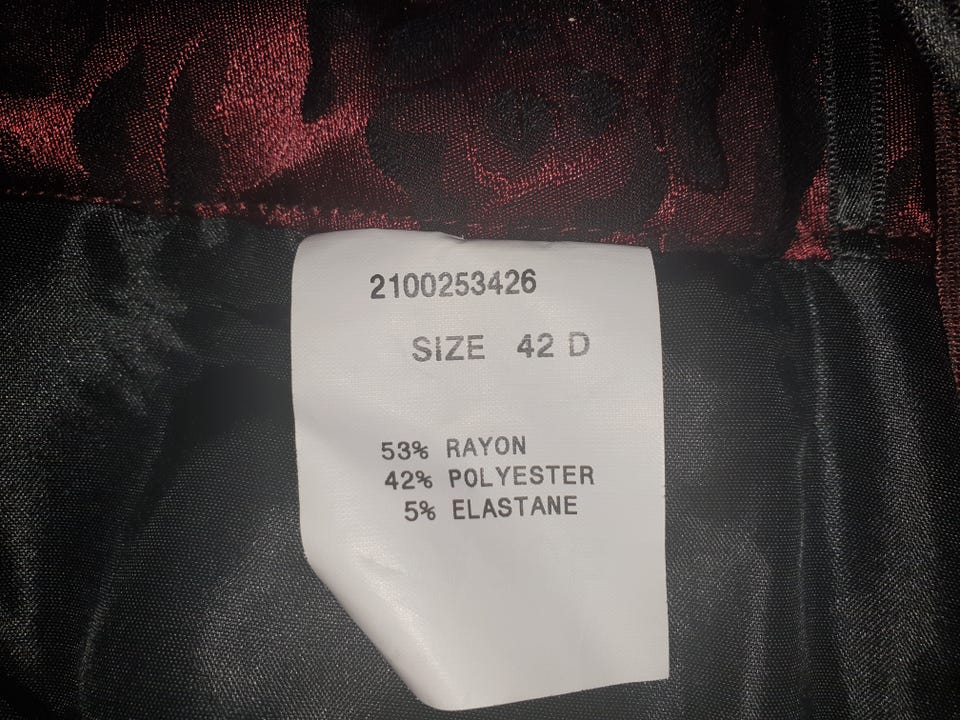 2100253426
SIZE 42 D
53% RAYON
42% POLYESTER
5% ELASTANE